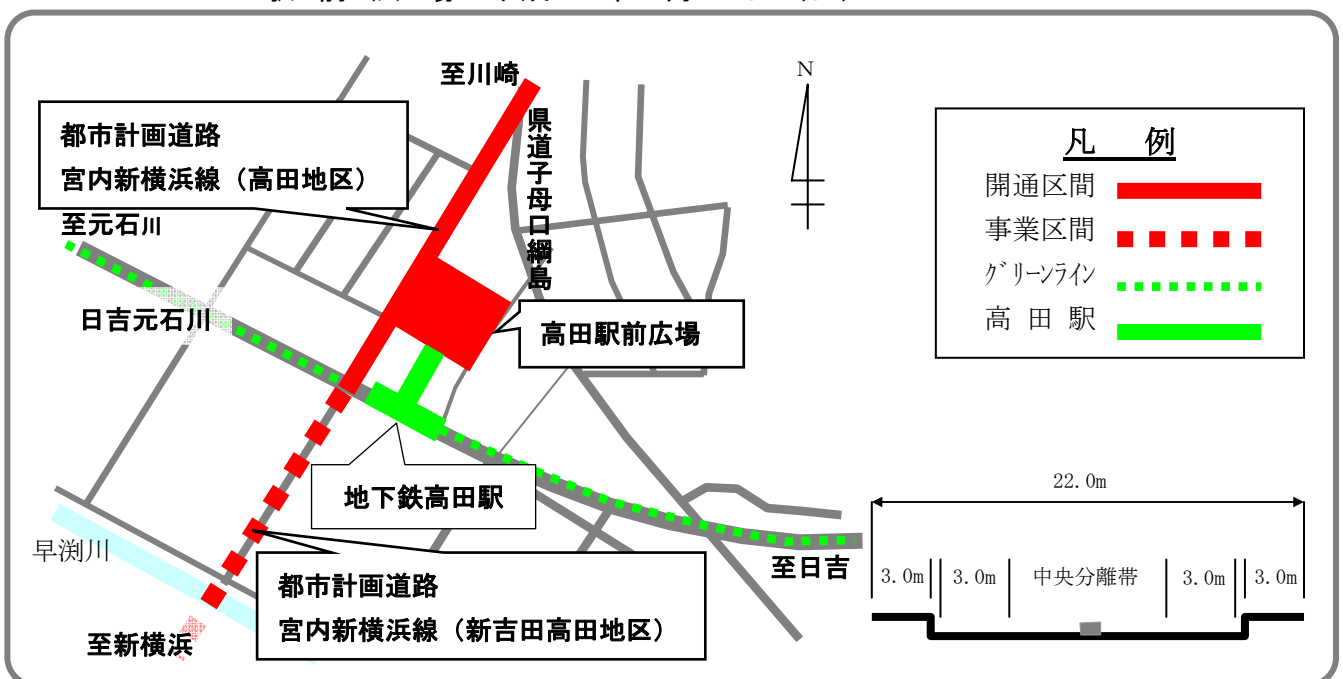 至川崎
N
都市計画道路
宮内新横浜線（高田地区）
県道子母口綱島
凡　例
開通区間
事業区間
グリーンライン
高 田 駅
至元石川
日吉元石川
高田駅前広場
地下鉄高田駅
早渕川
都市計画道路
宮内新横浜線（新吉田高田地区）
至新横浜
至日吉
22.0m
3.0m
3.0m
中央分離帯
3.0m
3.0m